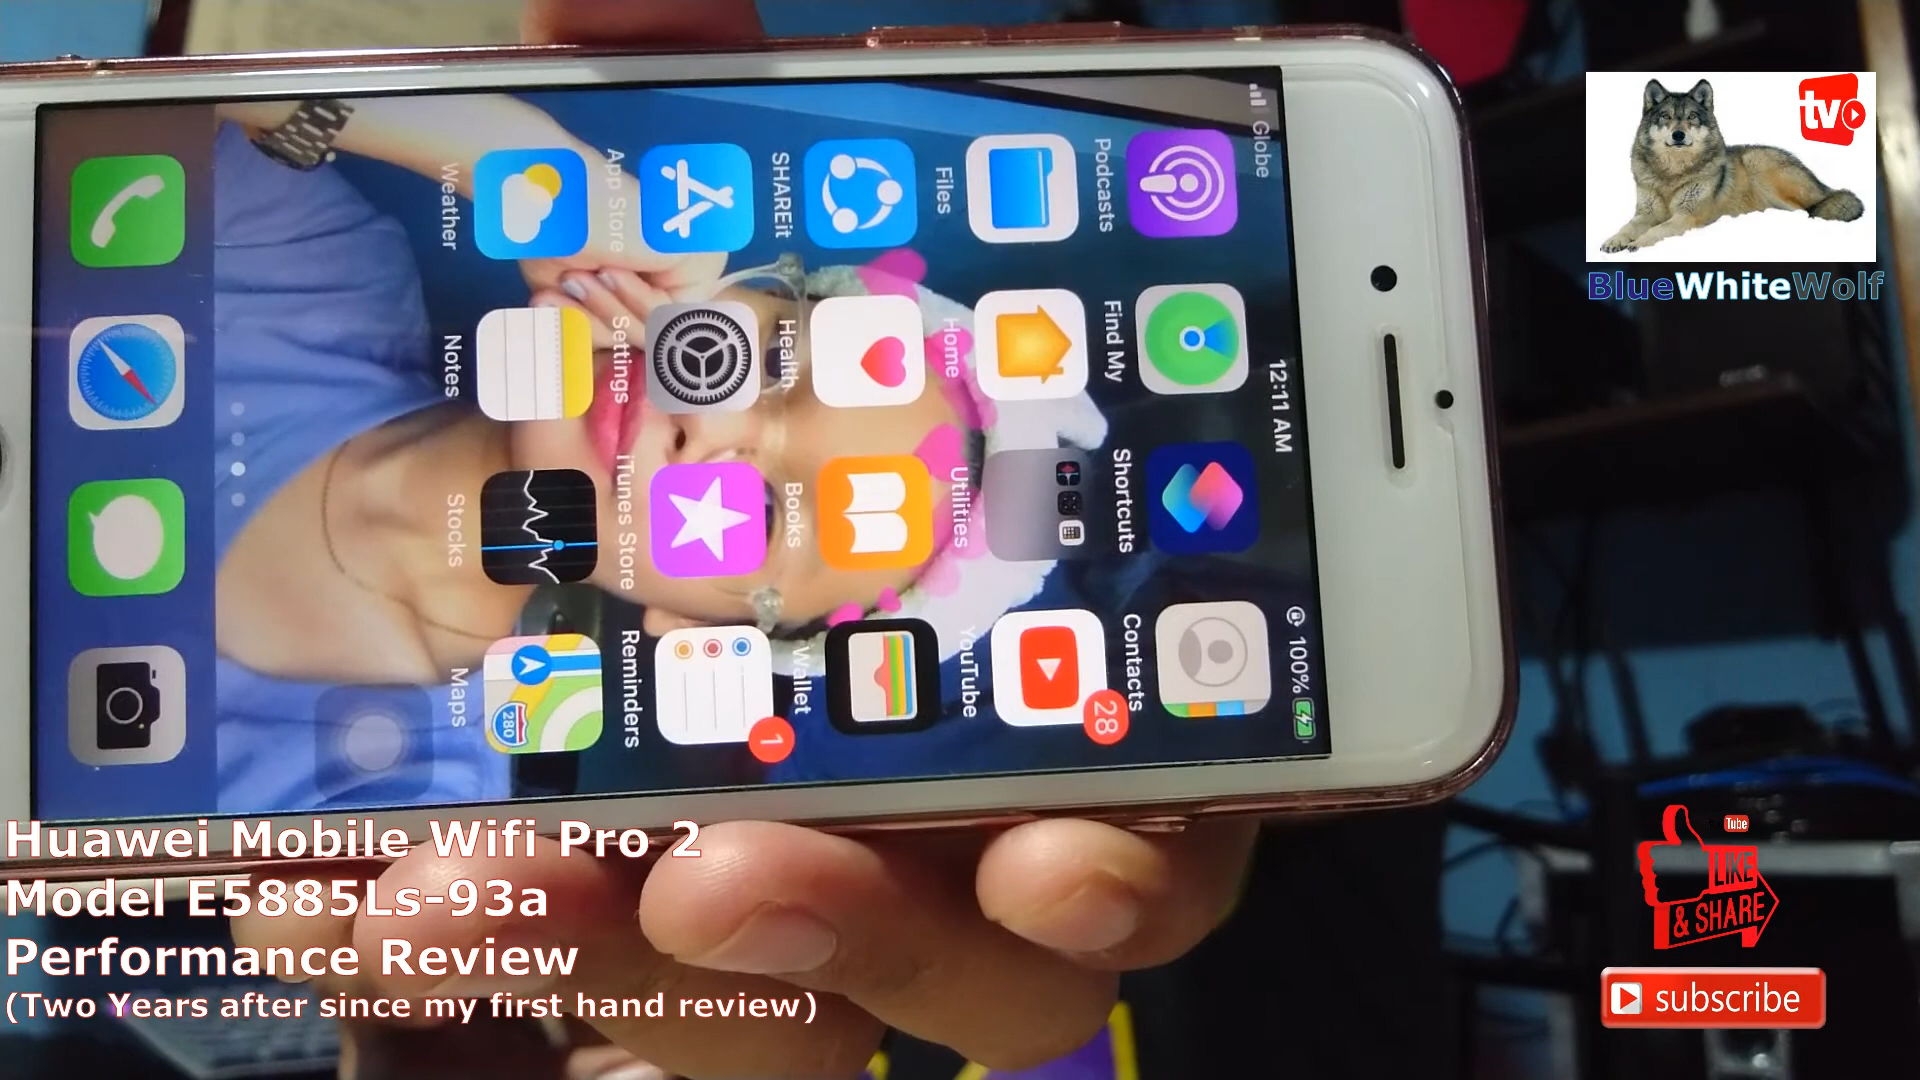 Globe
12:11 AM
100%
Podcasts
Find My
Shortcuts
Contacts
Files
Home
Utilities
YouTube
28
SHAREit
Health
Books
Wallet
App Store
Settings
iTunes Store
Reminders
1
Weather
Notes
Stocks
Maps
280
tv
BlueWhiteWolf
Huawei Mobile Wifi Pro 2
Model E5885Ls-93a
Performance Review
(Two Years after since my first hand review)
Tube
LIKE
& SHARE
subscribe